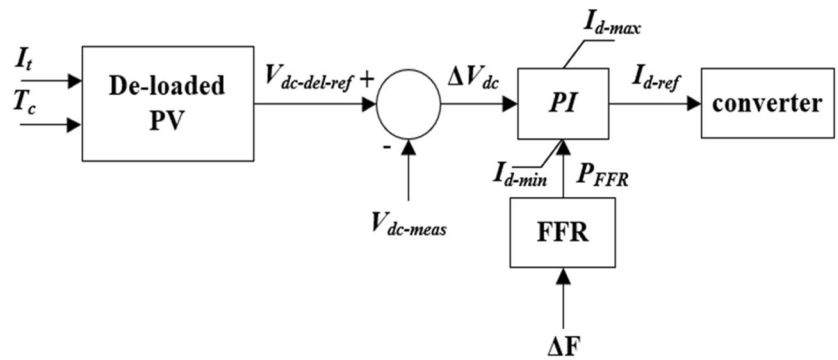 I_t
T_c
De-loaded
PV
V_dc-del-ref +
-
V_dc-meas
ΔV_dc
I_d-max
PI
I_d-min
P_FFR
FFR
ΔF
I_d-ref
converter